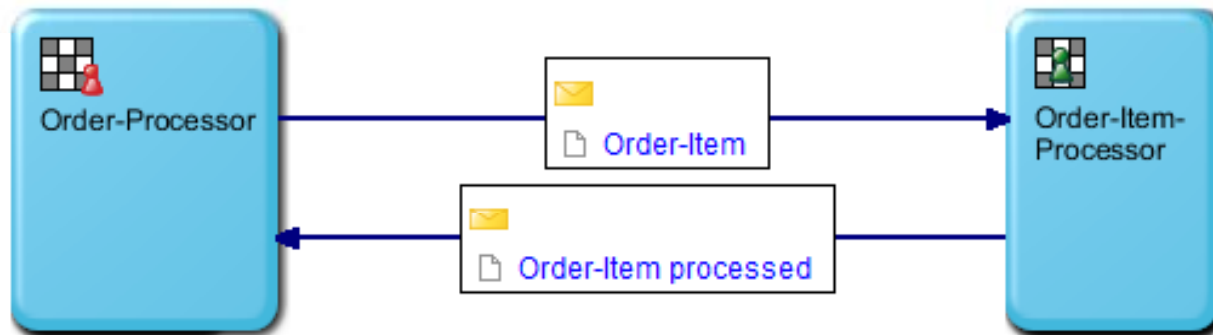 Order-Processor
Order-Item
Order-Item-
Processor
Order-Item processed